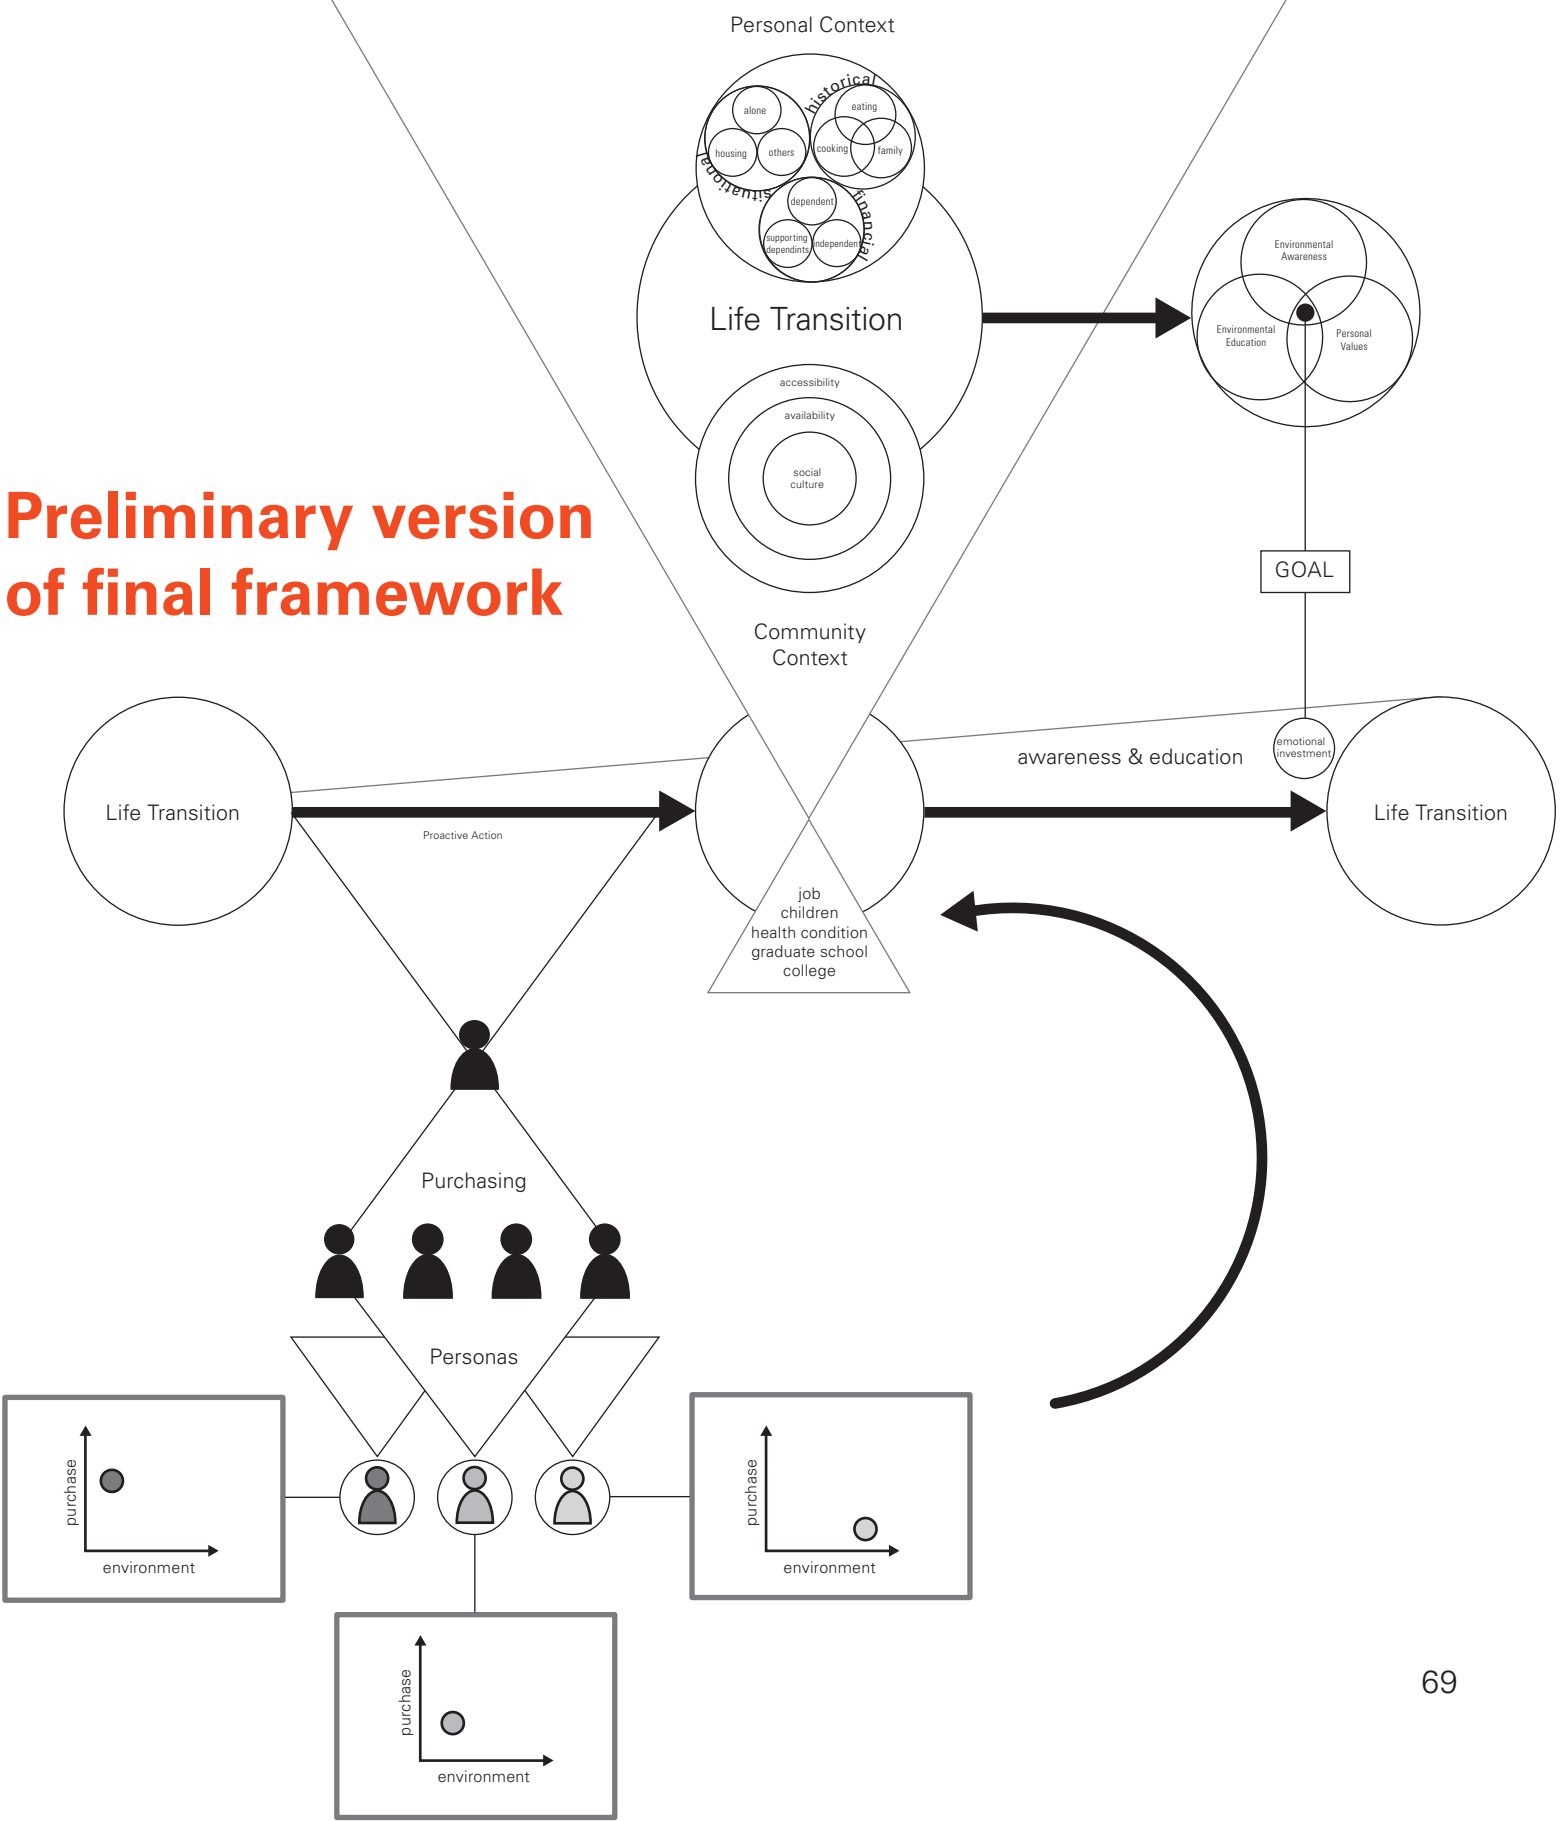 Personal Context
historical
alone
eating
housing
others
cooking
family
situational
dependent
financial
supporting
dependints
independent
Environmental
Awareness
Environmental
Education
Personal
Values
Life Transition
accessibility
availability
social
culture
Preliminary version
of final framework
GOAL
Community
Context
awareness & education
emotional
investment
Life Transition
Proactive Action
Life Transition
job
children
health condition
graduate school
college
Purchasing
Personas
purchase
environment
purchase
environment
purchase
environment
69